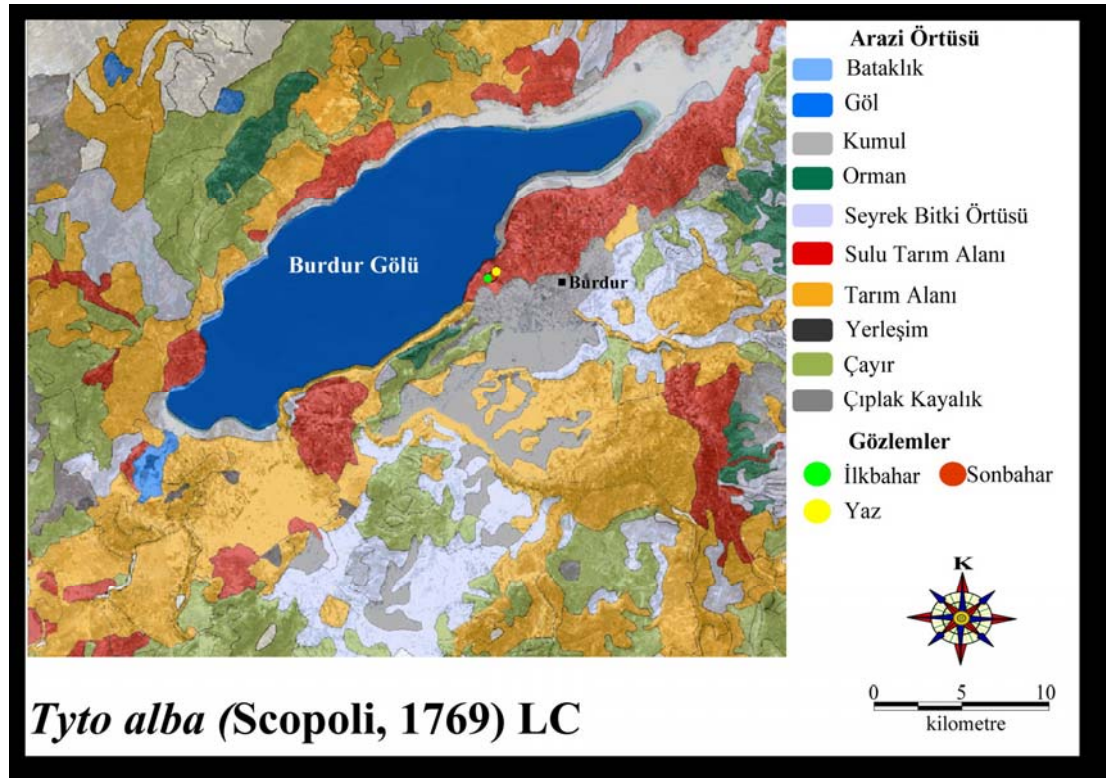 Arazi Örtüsü
Bataklık
Göl
Kumul
Orman
Seyrek Bitki Örtüsü
Sulu Tarım Alanı
Tarım Alanı
Yerleşim
Çayır
Çıplak Kayalık
Gözlemler
İlkbahar
Sonbahar
Yaz
Burdur Gölü
Burdur
K
0 5 10
kilometre
Tyto alba (Scopoli, 1769) LC